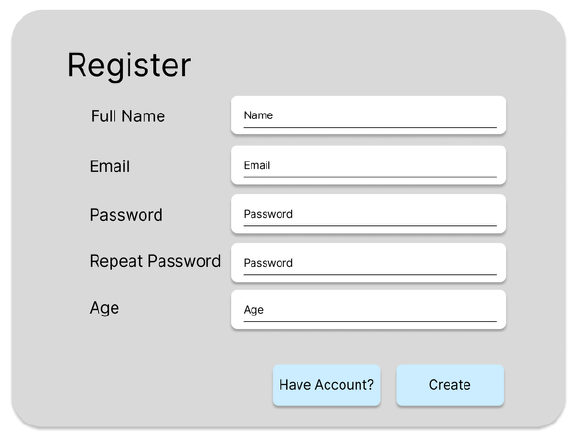 Register
Full Name Name
Email Email
Password Password
Repeat Password Password
Age Age
Have Account? Create